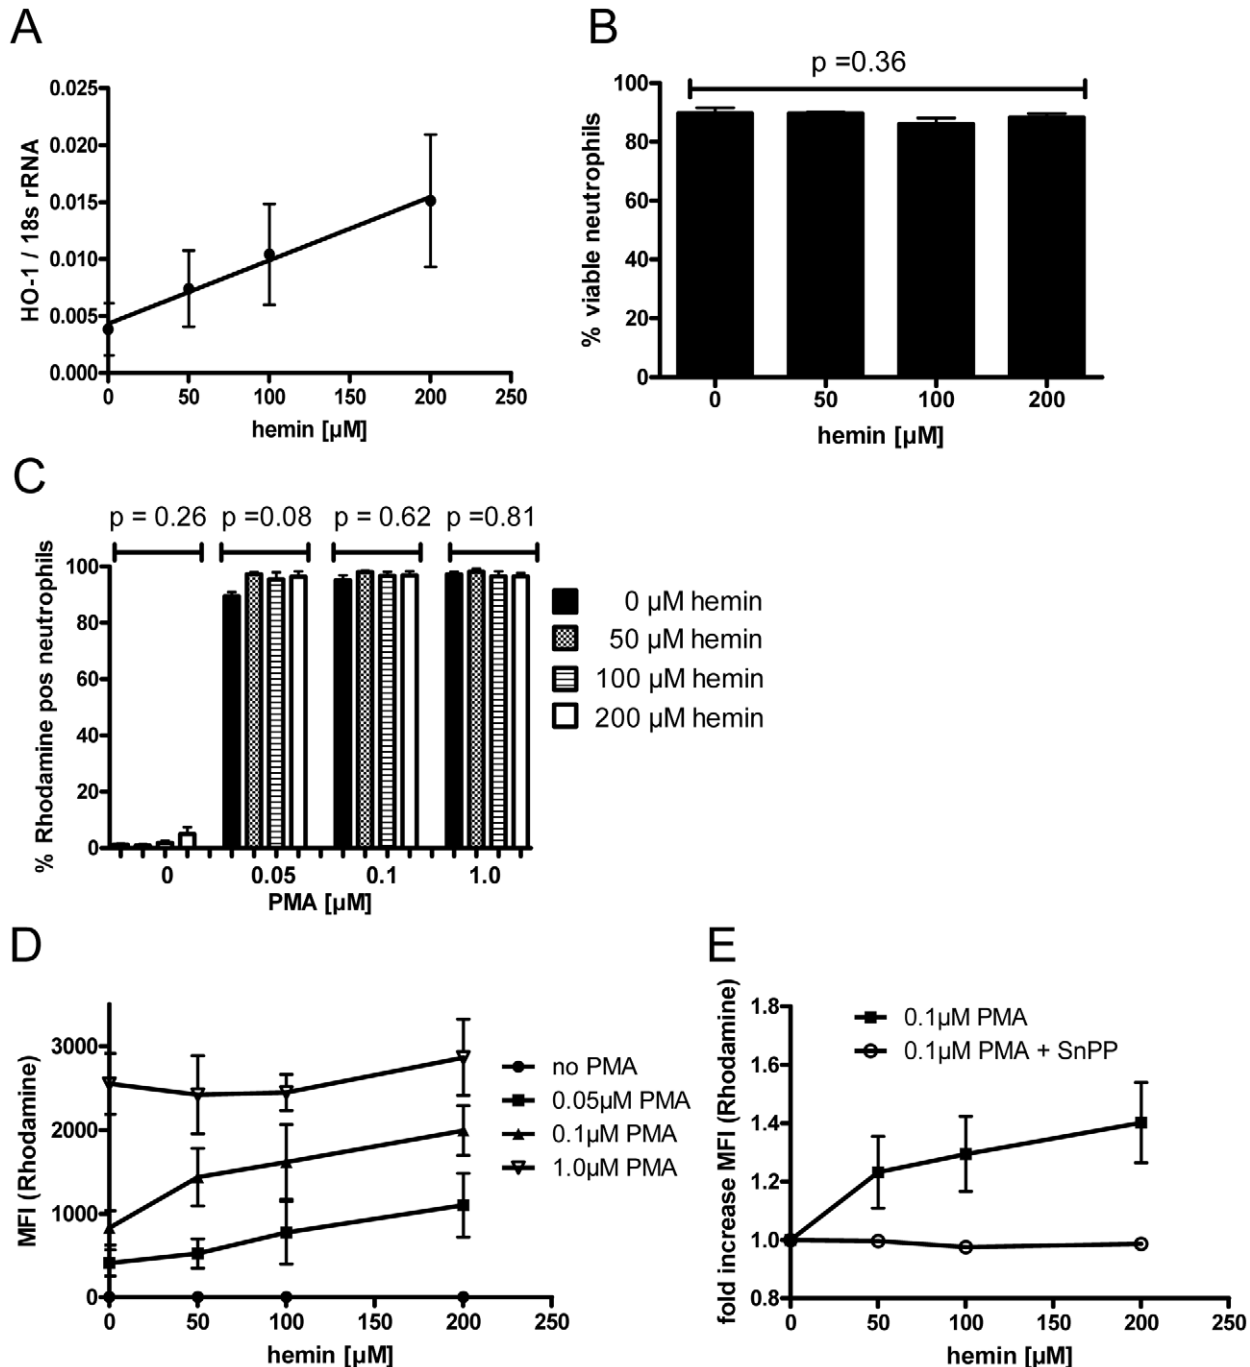 A
HO-1 / 18s rRNA
0.025
0.020
0.015
0.010
0.005
0.000
0 50 100 150 200 250
hemin [µM]
B
p =0.36
% viable neutrophils
100
80
60
40
20
0
0 50 100 200
hemin [µM]
C
p = 0.26 p =0.08 p = 0.62 p =0.81
% Rhodamine pos neutrophils
100
80
60
40
20
0
0 0.05 0.1 1.0
PMA [µM]
0 µM hemin
50 µM hemin
100 µM hemin
200 µM hemin
D
MFI (Rhodamine)
3000
2000
1000
0
0 50 100 150 200 250
hemin [µM]
no PMA
0.05µM PMA
0.1µM PMA
1.0µM PMA
E
fold increase MFI (Rhodamine)
1.8
1.6
1.4
1.2
1.0
0.8
0 50 100 150 200 250
hemin [µM]
0.1µM PMA
0.1µM PMA + SnPP